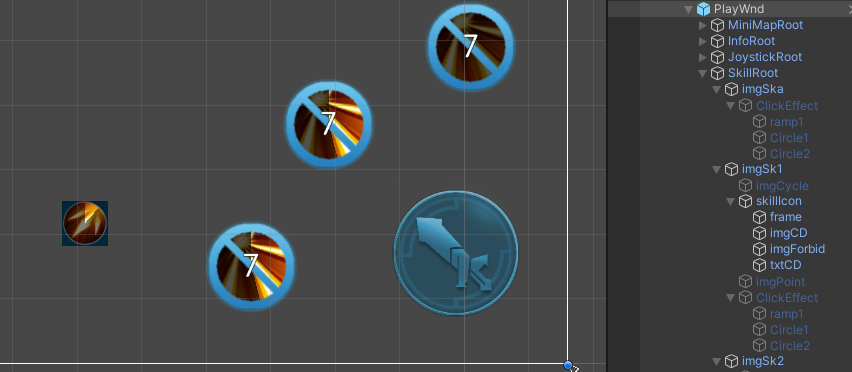 7
7
7
PlayWnd
MiniMapRoot
InfoRoot
JoystickRoot
SkillRoot
imgSka
ClickEffect
ramp1
Circle1
Circle2
imgSk1
imgCycle
skillIcon
frame
imgCD
imgForbid
txtCD
imgPoint
ClickEffect
ramp1
Circle1
Circle2
imgSk2